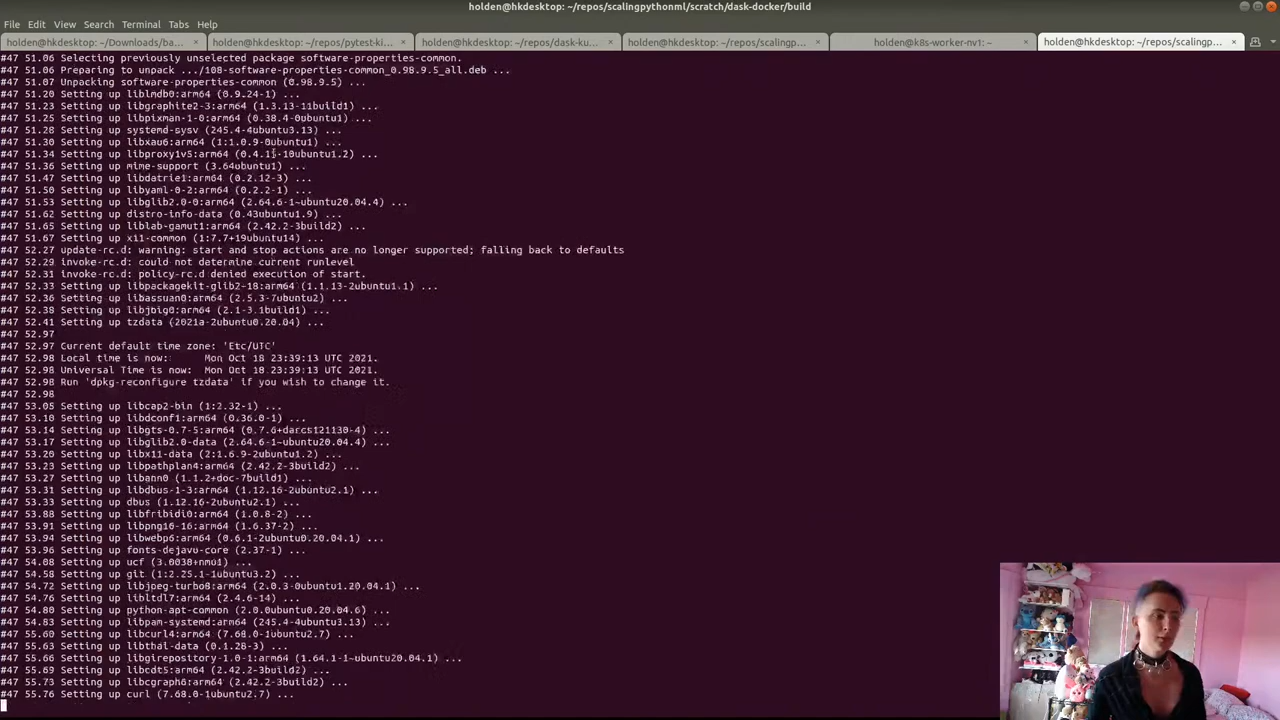 holden@hkdesktop: ~/repos/scalingpythonml/scratch/dask-docker/build
File Edit View Search Terminal Tabs Help
holden@hkdesktop: ~/Downloads/ba... × holden@hkdesktop: ~/repos/pytest-ki... × holden@hkdesktop: ~/repos/dask-ku... × holden@hkdesktop: ~/repos/scalingp... × holden@k8s-worker-nv1: ~ × holden@hkdesktop: ~/repos/scalingp... ×
#47 51.06 Selecting previously unselected package software-properties-common.
#47 51.06 Preparing to unpack .../108-software-properties-common_0.98.9.5_all.deb ...
#47 51.07 Unpacking software-properties-common (0.98.9.5) ...
#47 51.20 Setting up liblmdb0:arm64 (0.9.24-1) ...
#47 51.23 Setting up libgraphite2-3:arm64 (1.3.13-11build1) ...
#47 51.25 Setting up libpixman-1-0:arm64 (0.38.4-0ubuntu1) ...
#47 51.28 Setting up systemd-sysv (245.4-4ubuntu3.13) ...
#47 51.30 Setting up libxau6:arm64 (1:1.0.9-0ubuntu1) ...
#47 51.34 Setting up libproxy1v5:arm64 (0.4.15-10ubuntu1.2) ...
#47 51.36 Setting up mime-support (3.64ubuntu1) ...
#47 51.47 Setting up libdatrie1:arm64 (0.2.12-3) ...
#47 51.50 Setting up libyaml-0-2:arm64 (0.2.2-1) ...
#47 51.53 Setting up libglib2.0-0:arm64 (2.64.6-1~ubuntu20.04.4) ...
#47 51.62 Setting up distro-info-data (0.43ubuntu1.9) ...
#47 51.65 Setting up liblab-gamut1:arm64 (2.42.2-3build2) ...
#47 51.67 Setting up x11-common (1:7.7+19ubuntu14) ...
#47 52.27 update-rc.d: warning: start and stop actions are no longer supported; falling back to defaults
#47 52.29 invoke-rc.d: could not determine current runlevel
#47 52.31 invoke-rc.d: policy-rc.d denied execution of start.
#47 52.33 Setting up libpackagekit-glib2-18:arm64 (1.1.13-2ubuntu1.1) ...
#47 52.36 Setting up libassuan0:arm64 (2.5.3-7ubuntu2) ...
#47 52.38 Setting up libjbig0:arm64 (2.1-3.1build1) ...
#47 52.41 Setting up tzdata (2021a-2ubuntu0.20.04) ...
#47 52.97
#47 52.97 Current default time zone: 'Etc/UTC'
#47 52.98 Local time is now: Mon Oct 18 23:39:13 UTC 2021.
#47 52.98 Universal Time is now: Mon Oct 18 23:39:13 UTC 2021.
#47 52.98 Run 'dpkg-reconfigure tzdata' if you wish to change it.
#47 52.98
#47 53.05 Setting up libcap2-bin (1:2.32-1) ...
#47 53.10 Setting up libdconf1:arm64 (0.36.0-1) ...
#47 53.14 Setting up libgts-0.7-5:arm64 (0.7.6+darcs121130-4) ...
#47 53.17 Setting up libglib2.0-data (2.64.6-1~ubuntu20.04.4) ...
#47 53.20 Setting up libx11-data (2:1.6.9-2ubuntu1.2) ...
#47 53.23 Setting up libpathplan4:arm64 (2.42.2-3build2) ...
#47 53.27 Setting up libann0 (1.1.2+doc-7build1) ...
#47 53.31 Setting up libdbus-1-3:arm64 (1.12.16-2ubuntu2.1) ...
#47 53.33 Setting up dbus (1.12.16-2ubuntu2.1) ...
#47 53.88 Setting up libfribidi0:arm64 (1.0.8-2) ...
#47 53.91 Setting up libpng16-16:arm64 (1.6.37-2) ...
#47 53.94 Setting up libwebp6:arm64 (0.6.1-2ubuntu0.20.04.1) ...
#47 53.96 Setting up fonts-dejavu-core (2.37-1) ...
#47 54.08 Setting up ucf (3.0038+nmu1) ...
#47 54.58 Setting up git (1:2.25.1-1ubuntu3.2) ...
#47 54.72 Setting up libjpeg-turbo8:arm64 (2.0.3-0ubuntu1.20.04.1) ...
#47 54.76 Setting up libltdl7:arm64 (2.4.6-14) ...
#47 54.80 Setting up python-apt-common (2.0.0ubuntu0.20.04.6) ...
#47 54.83 Setting up libpam-systemd:arm64 (245.4-4ubuntu3.13) ...
#47 55.60 Setting up libcurl4:arm64 (7.68.0-1ubuntu2.7) ...
#47 55.63 Setting up libthai-data (0.1.28-3) ...
#47 55.66 Setting up libgirepository-1.0-1:arm64 (1.64.1-1~ubuntu20.04.1) ...
#47 55.69 Setting up libcdt5:arm64 (2.42.2-3build2) ...
#47 55.73 Setting up libcgraph6:arm64 (2.42.2-3build2) ...
#47 55.76 Setting up curl (7.68.0-1ubuntu2.7) ...